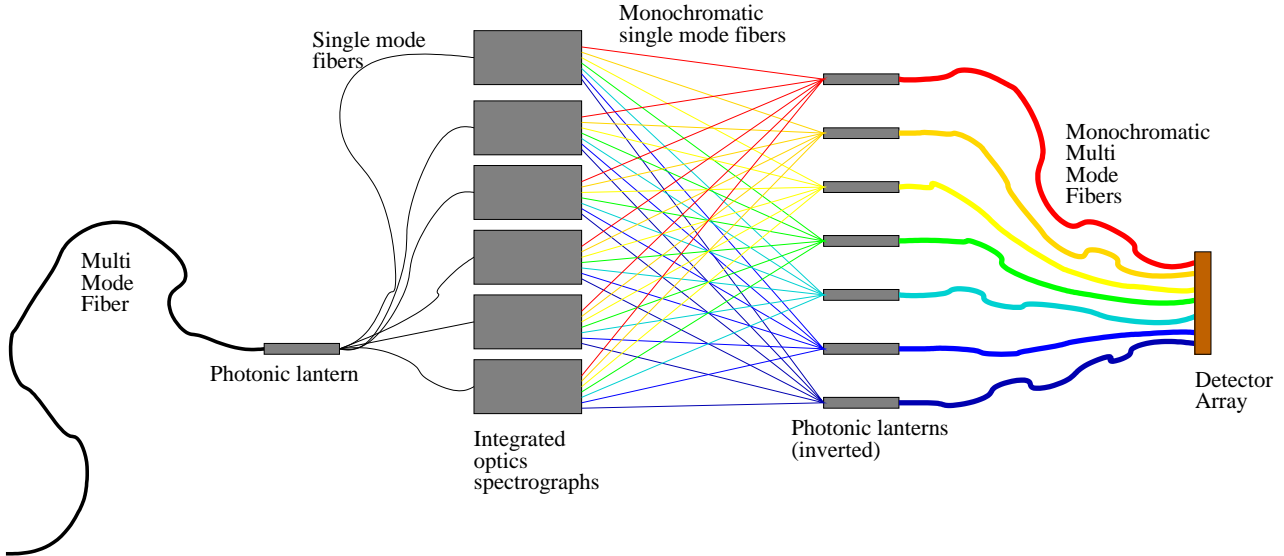 Single mode
fibers
Monochromatic
single mode fibers
Monochromatic
Multi
Mode
Fibers
Multi
Mode
Fiber
Photonic lantern
Integrated
optics
spectrographs
Photonic lanterns
(inverted)
Detector
Array